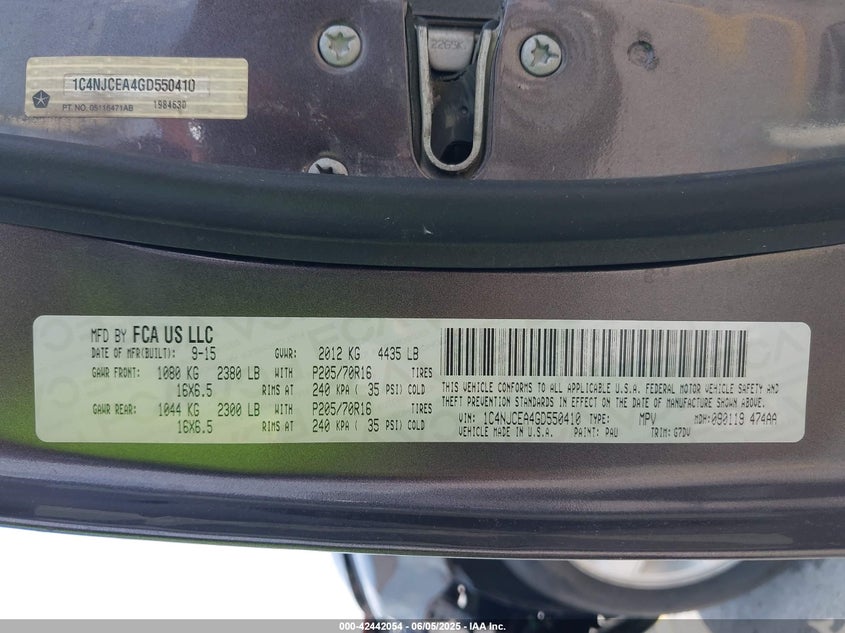 226SK
1C4NJCEA4GD550410
PT. NO. 05116471AB 1984630
MFD BY FCA US LLC
DATE OF MFR(BUILT): 9-15 GVWR: 2012 KG 4435 LB
GAWR FRONT: 1080 KG 2380 LB WITH P205/70R16 TIRES
16X6.5 RIMS AT 240 KPA ( 35 PSI) COLD
GAWR REAR: 1044 KG 2300 LB WITH P205/70R16 TIRES
16X6.5 RIMS AT 240 KPA ( 35 PSI) COLD
THIS VEHICLE CONFORMS TO ALL APPLICABLE U.S.A. FEDERAL MOTOR VEHICLE SAFETY AND
THEFT PREVENTION STANDARDS IN EFFECT ON THE DATE OF MANUFACTURE SHOWN ABOVE.
VIN: 1C4NJCEA4GD550410 TYPE: MPV MDH: 090119 474AA
VEHICLE MADE IN U.S.A. PAINT: PAU TRIM: G7DV
000-42442054 - 06/05/2025 - IAA Inc.